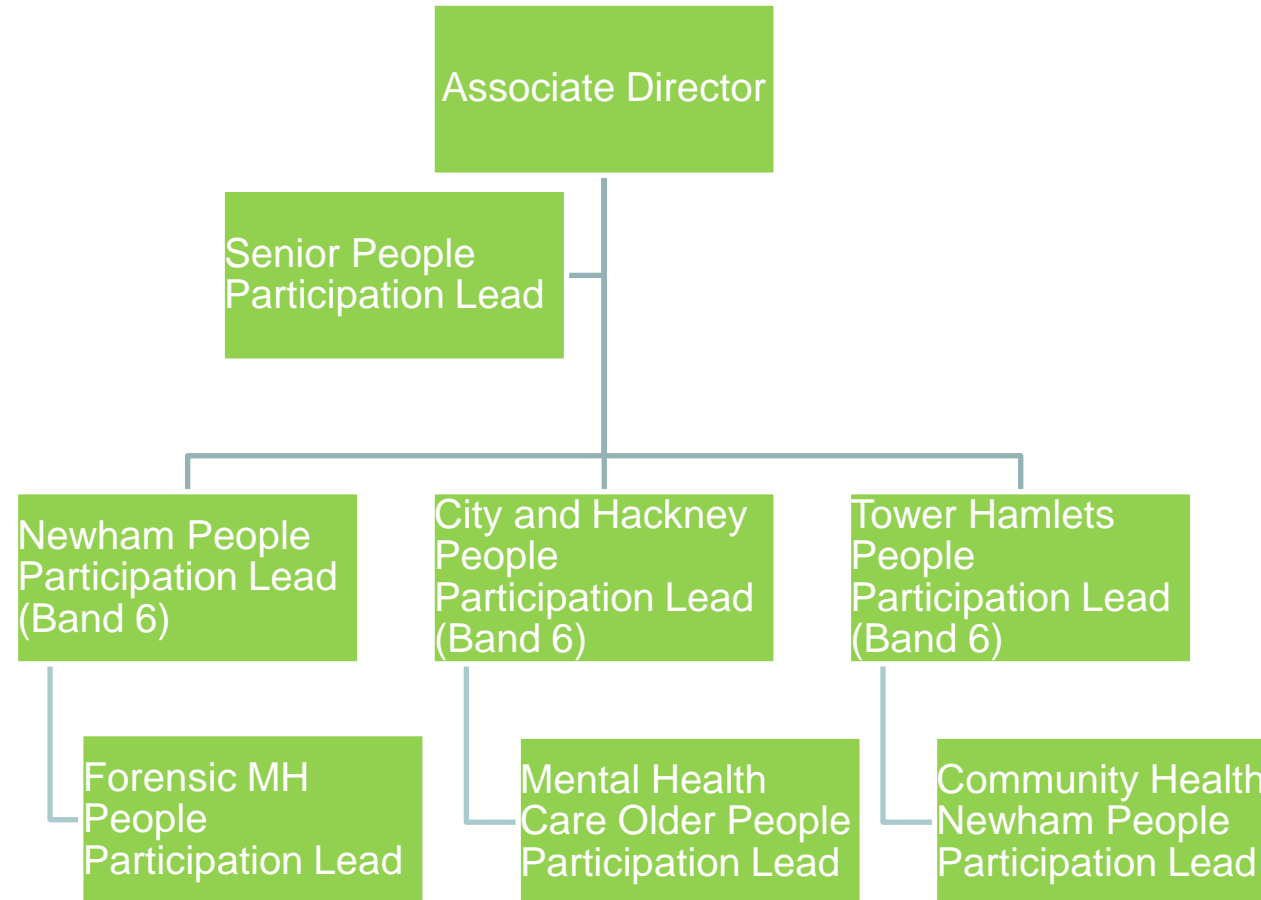 Associate Director
Senior People
Participation Lead
Newham People
Participation Lead
(Band 6)
City and Hackney
People
Participation Lead
(Band 6)
Tower Hamlets
People
Participation Lead
(Band 6)
Forensic MH
People
Participation Lead
Mental Health
Care Older People
Participation Lead
Community Health
Newham People
Participation Lead